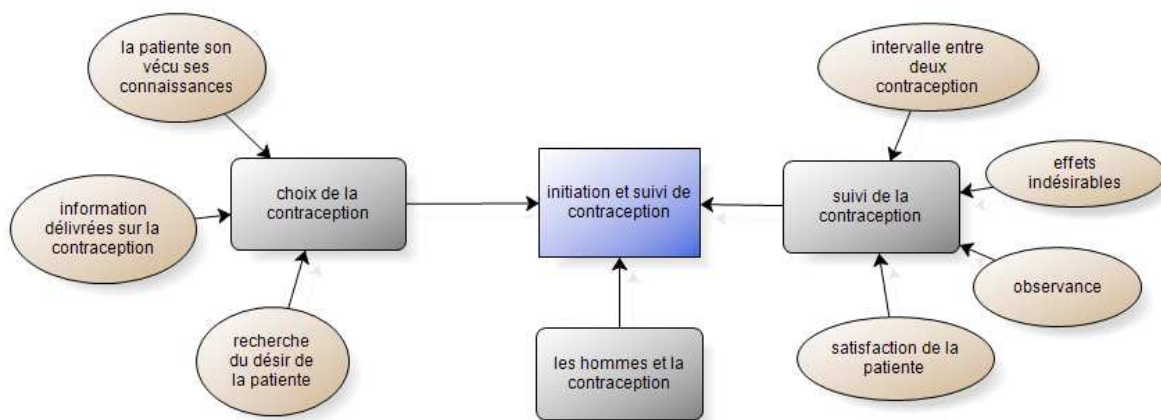 la patiente son
vécu ses
connaissances
information
délivrées sur la
contraception
recherche
du désir de
la patiente
choix de la
contraception
initiation et suivi de
contraception
les hommes et la
contraception
suivi de la
contraception
intervalle entre
deux
contraception
effets
indésirables
observance
satisfaction de la
patiente